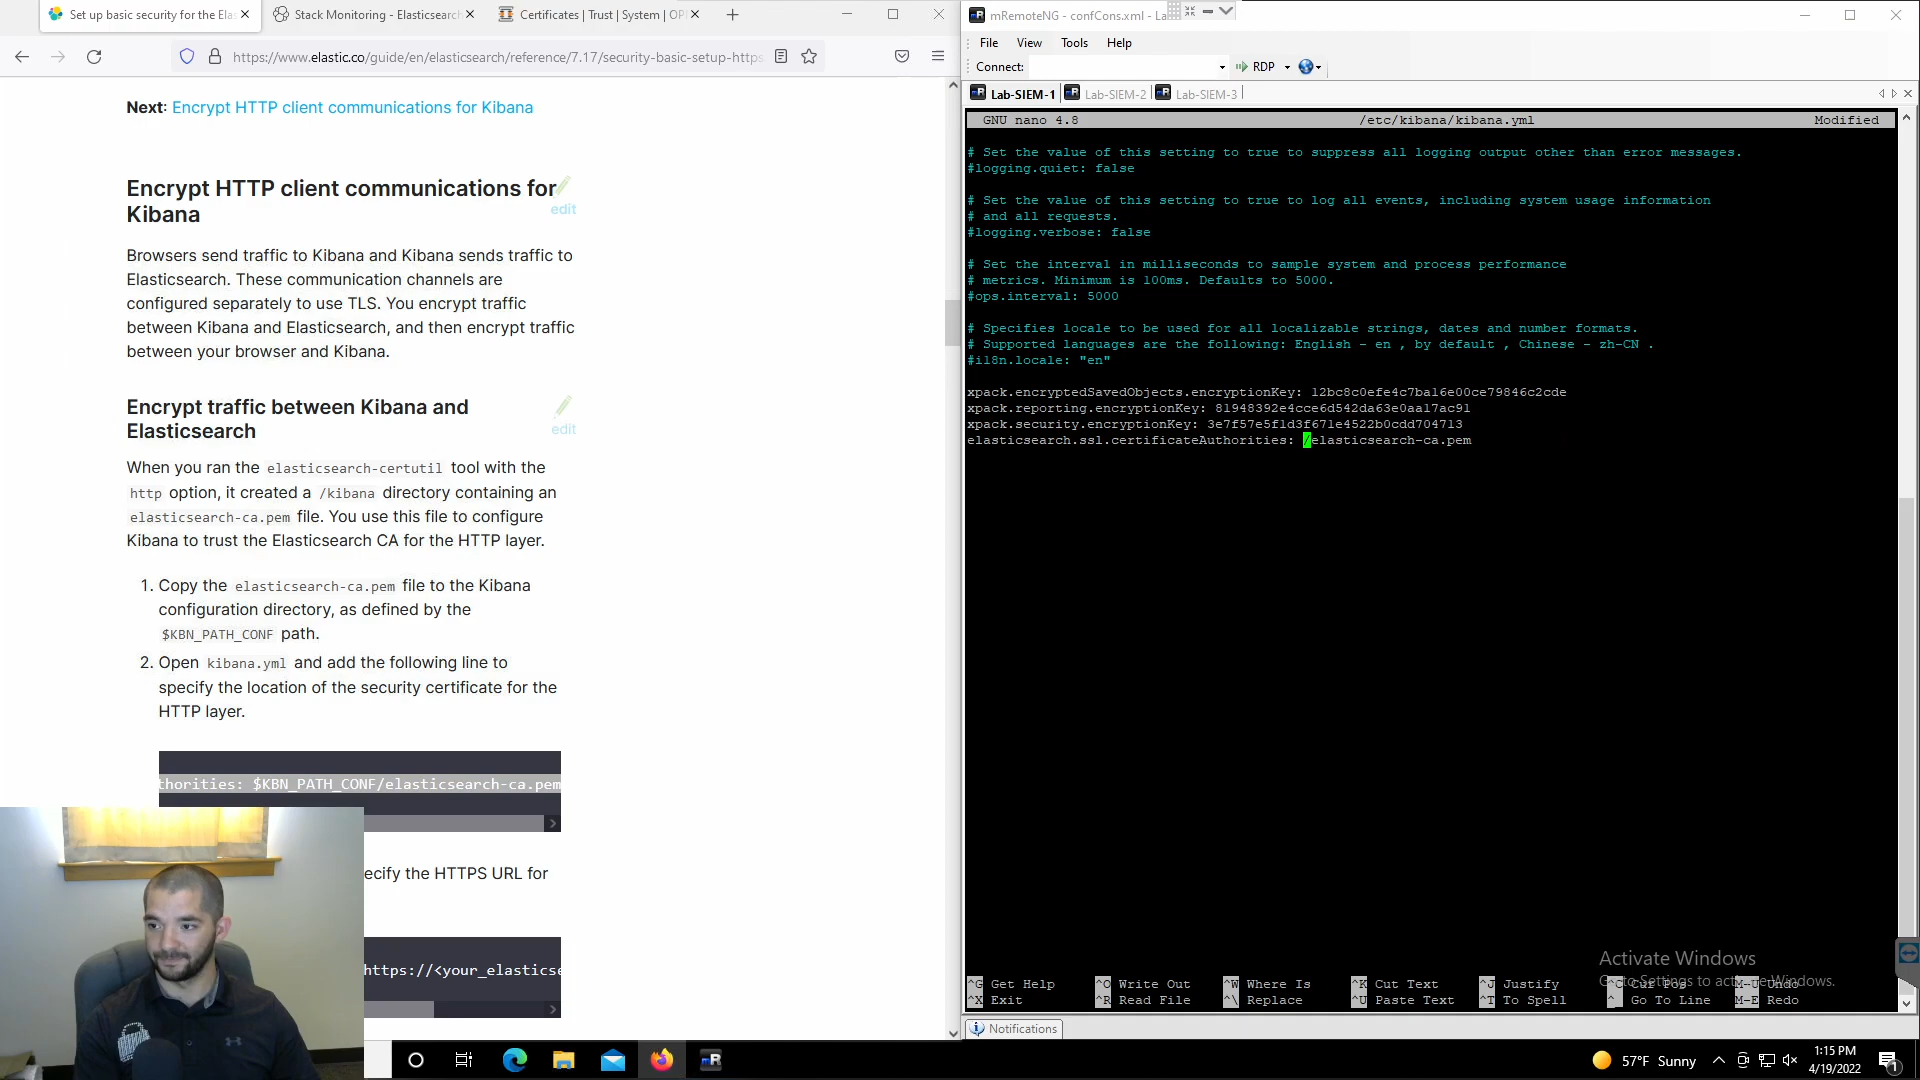 Set up basic security for the Ela
Stack Monitoring - Elasticsearch
Certificates | Trust | System | OP
https://www.elastic.co/guide/en/elasticsearch/reference/7.17/security-basic-setup-https
Next: Encrypt HTTP client communications for Kibana
Encrypt HTTP client communications for
Kibana
edit
Browsers send traffic to Kibana and Kibana sends traffic to
Elasticsearch. These communication channels are
configured separately to use TLS. You encrypt traffic
between Kibana and Elasticsearch, and then encrypt traffic
between your browser and Kibana.
Encrypt traffic between Kibana and
Elasticsearch
edit
When you ran the elasticsearch-certutil tool with the
http option, it created a /kibana directory containing an
elasticsearch-ca.pem file. You use this file to configure
Kibana to trust the Elasticsearch CA for the HTTP layer.
1. Copy the elasticsearch-ca.pem file to the Kibana
configuration directory, as defined by the
$KBN_PATH_CONF path.
2. Open kibana.yml and add the following line to
specify the location of the security certificate for the
HTTP layer.
thorities: $KBN_PATH_CONF/elasticsearch-ca.pem
ecify the HTTPS URL for
https://<your_elasticse
mRemoteNG - confCons.xml - La
File View Tools Help
Connect: RDP
Lab-SIEM-1 Lab-SIEM-2 Lab-SIEM-3
GNU nano 4.8 /etc/kibana/kibana.yml Modified
# Set the value of this setting to true to suppress all logging output other than error messages.
#logging.quiet: false
# Set the value of this setting to true to log all events, including system usage information
# and all requests.
#logging.verbose: false
# Set the interval in milliseconds to sample system and process performance
# metrics. Minimum is 100ms. Defaults to 5000.
#ops.interval: 5000
# Specifies locale to be used for all localizable strings, dates and number formats.
# Supported languages are the following: English - en , by default , Chinese - zh-CN .
#i18n.locale: "en"
xpack.encryptedSavedObjects.encryptionKey: 12bc8c0efe4c7ba16e00ce79846c2cde
xpack.reporting.encryptionKey: 81948392e4cce6d542da63e0aa17ac91
xpack.security.encryptionKey: 3e7f57e5f1d3f671e4522b0cdd704713
elasticsearch.ssl.certificateAuthorities: /elasticsearch-ca.pem
Activate Windows
Go to Settings to activate Windows.
^G Get Help ^O Write Out ^W Where Is ^K Cut Text ^J Justify ^C Cur Pos M-U Undo
^X Exit ^R Read File ^\ Replace ^U Paste Text ^T To Spell ^_ Go To Line M-E Redo
Notifications
57°F Sunny
1:15 PM
4/19/2022
1